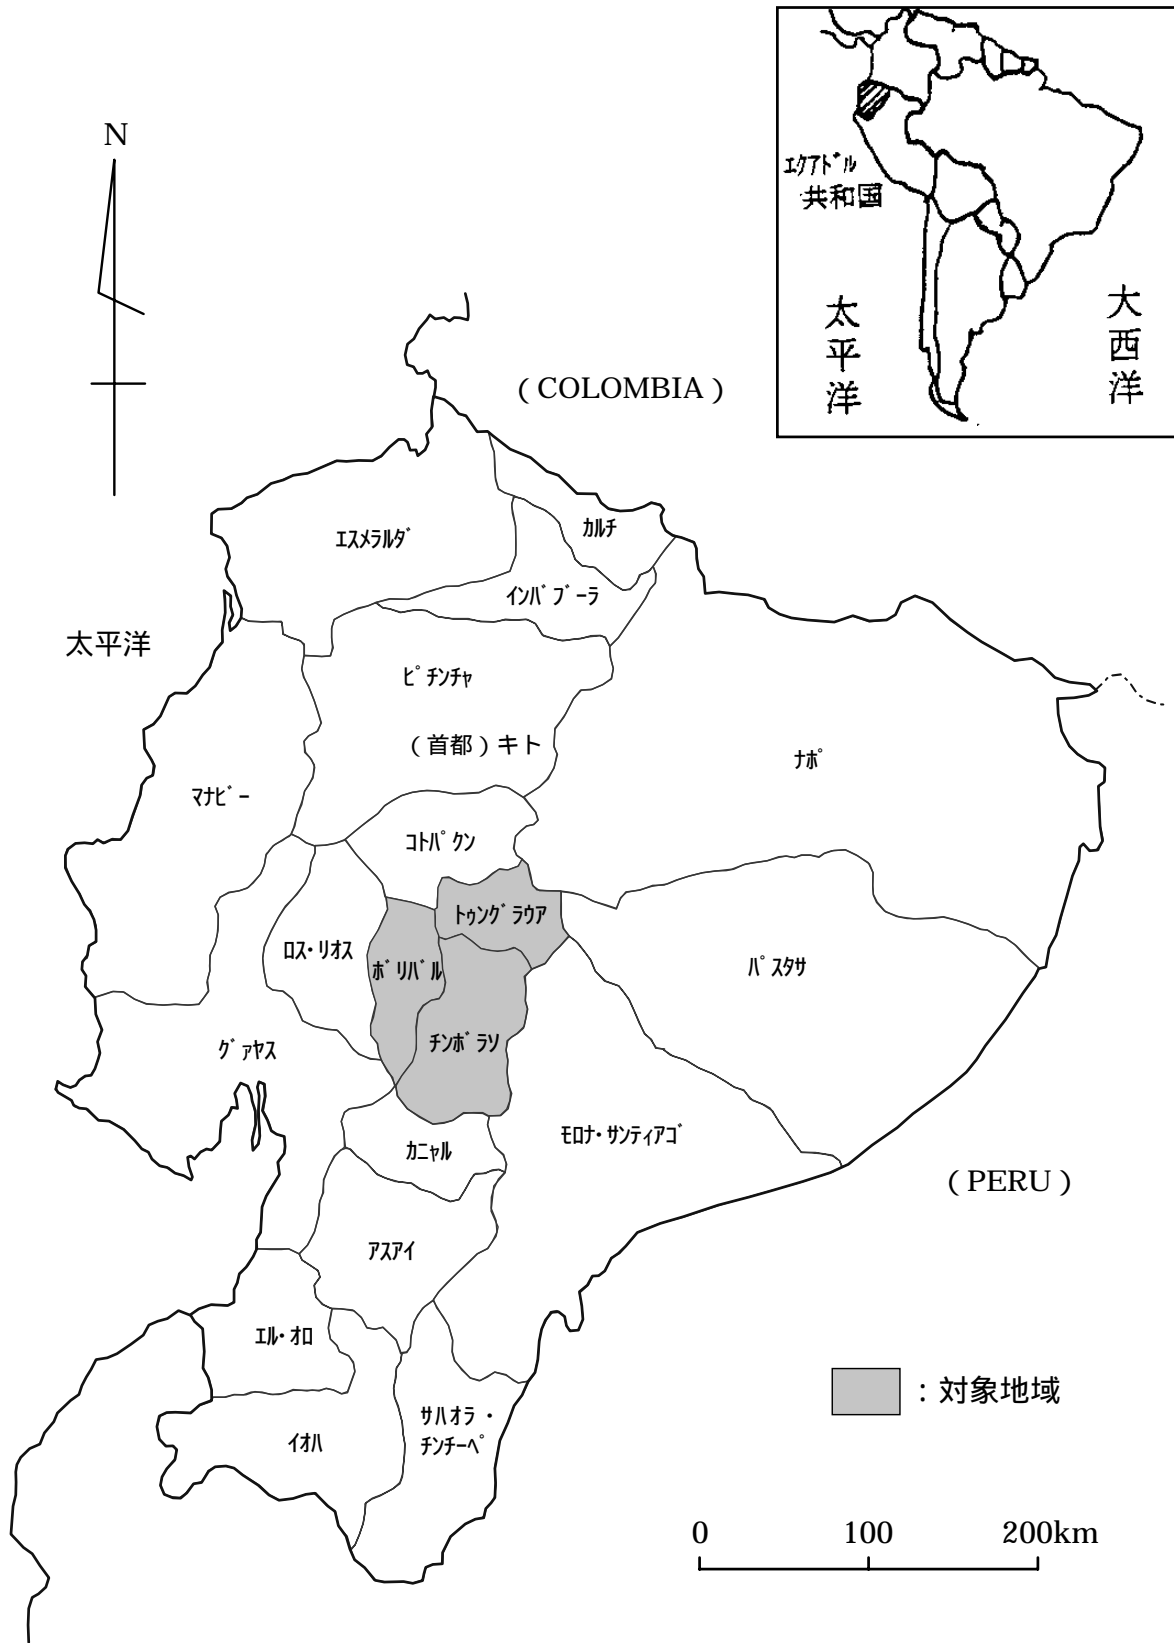 N
エクアドル
共和国
太平洋
大西洋
(COLOMBIA)
カルチ
エスメラルダ
インバブーラ
太平洋
ピチンチャ
(首都)キト
ナポ
マナビー
コトパクン
トゥングラウア
ロス・リオス
ボリバル
パスタサ
グァヤス
チンボラソ
モロナ・サンティアゴ
カニャル
(PERU)
アスアイ
エル・オロ
:対象地域
サハオラ・
チンチーペ
イオハ
0 100 200km